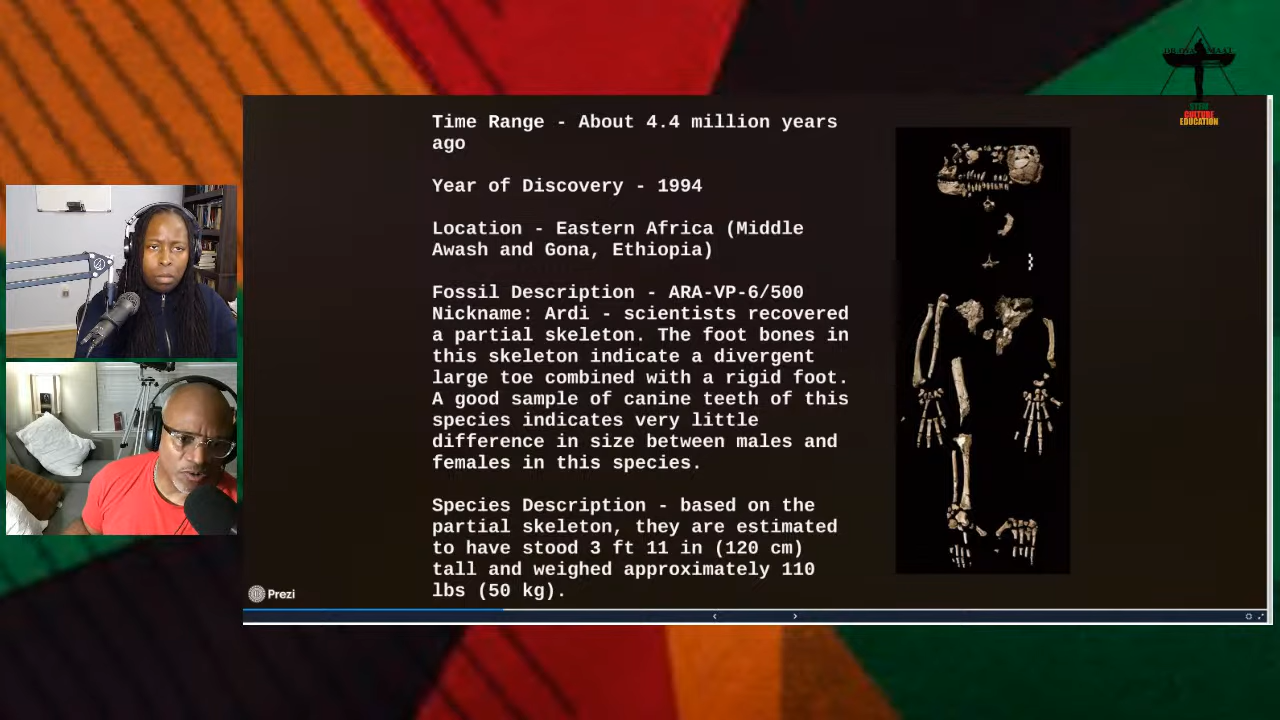 Time Range - About 4.4 million years
ago
Year of Discovery - 1994
Location - Eastern Africa (Middle
Awash and Gona, Ethiopia)
Fossil Description - ARA-VP-6/500
Nickname: Ardi - scientists recovered
a partial skeleton. The foot bones in
this skeleton indicate a divergent
large toe combined with a rigid foot.
A good sample of canine teeth of this
species indicates very little
difference in size between males and
females in this species.
Species Description - based on the
partial skeleton, they are estimated
to have stood 3 ft 11 in (120 cm)
tall and weighed approximately 110
lbs (50 kg).
Prezi
STEM
CULTURE
EDUCATION